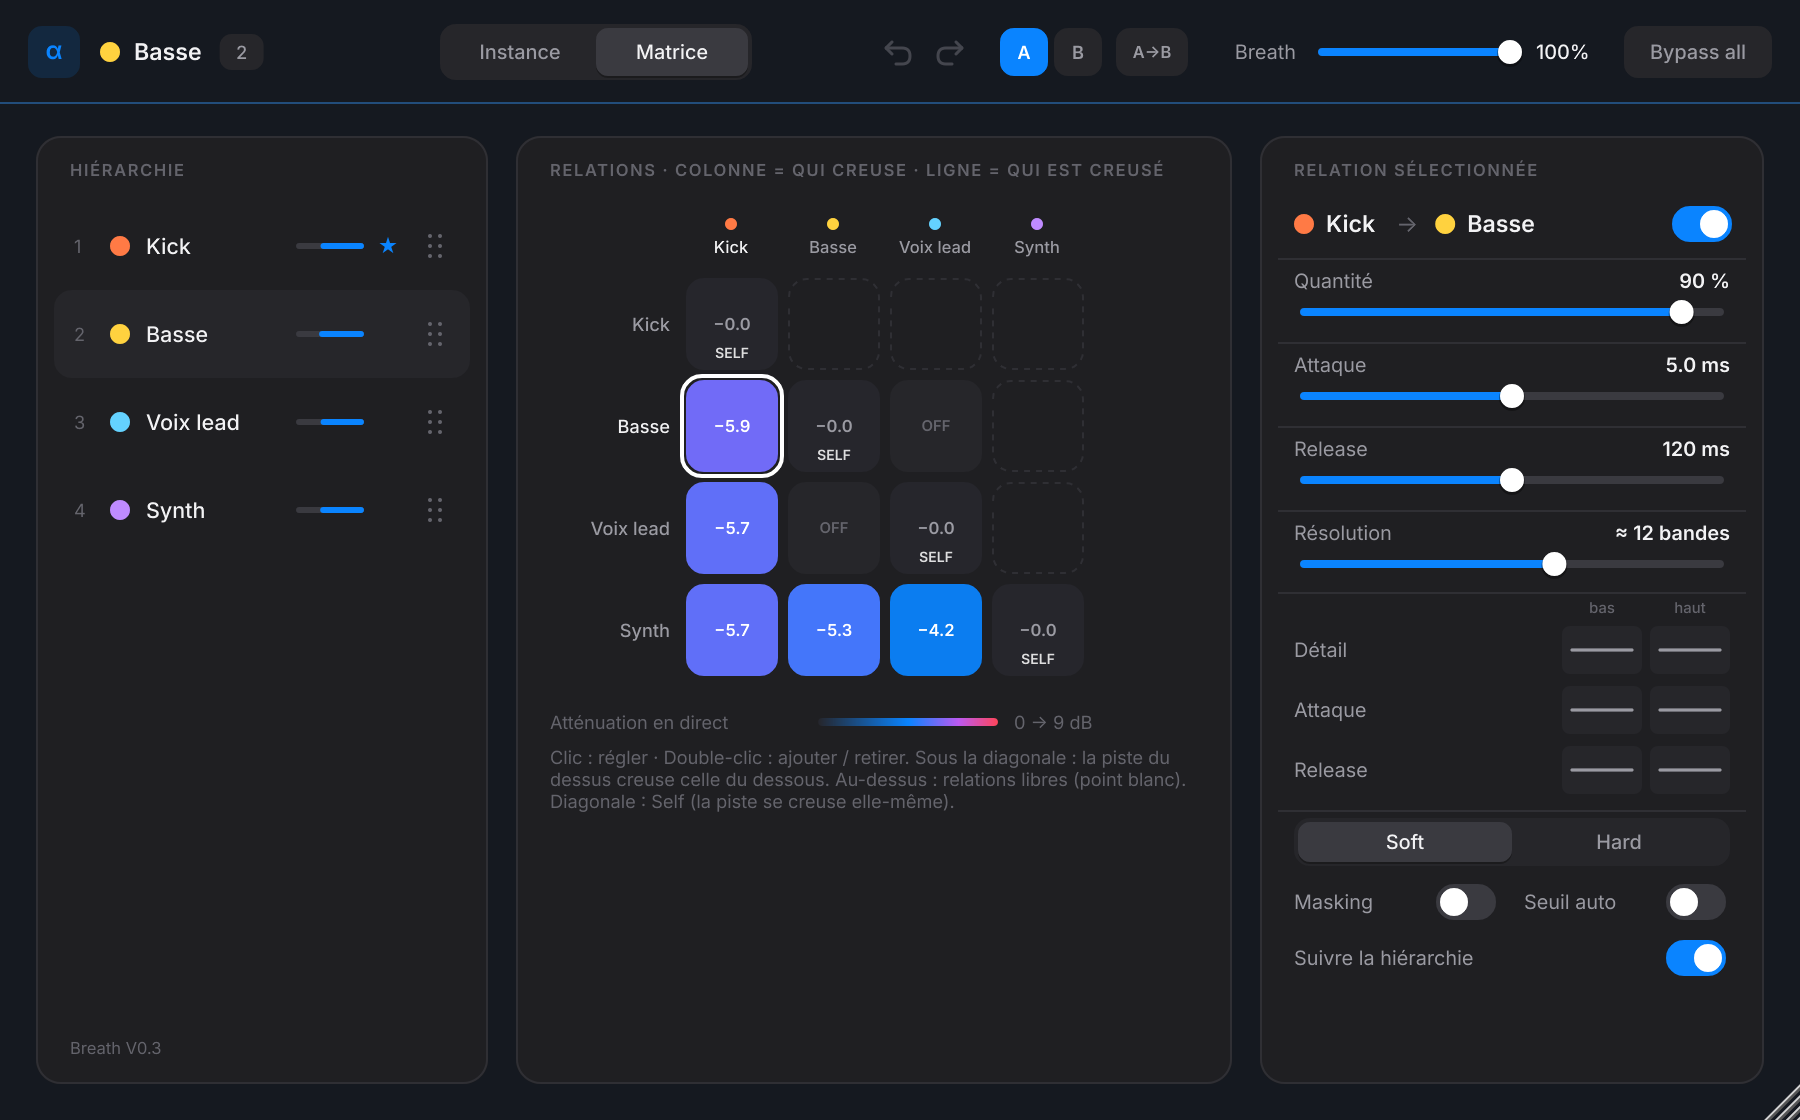 α Basse 2 Instance Matrice A B A→B Breath 100% Bypass all
HIÉRARCHIE
1 Kick ★
2 Basse
3 Voix lead
4 Synth
Breath V0.3
RELATIONS · COLONNE = QUI CREUSE · LIGNE = QUI EST CREUSÉ
Kick Basse Voix lead Synth
Kick −0.0
SELF
Basse −5.9 −0.0 OFF
SELF
Voix lead −5.7 OFF −0.0
SELF
Synth −5.7 −5.3 −4.2 −0.0
SELF
Atténuation en direct 0 → 9 dB
Clic : régler · Double-clic : ajouter / retirer. Sous la diagonale : la piste du
dessus creuse celle du dessous. Au-dessus : relations libres (point blanc).
Diagonale : Self (la piste se creuse elle-même).
RELATION SÉLECTIONNÉE
Kick → Basse
Quantité 90 %
Attaque 5.0 ms
Release 120 ms
Résolution ≈ 12 bandes
bas haut
Détail
Attaque
Release
Soft Hard
Masking Seuil auto
Suivre la hiérarchie